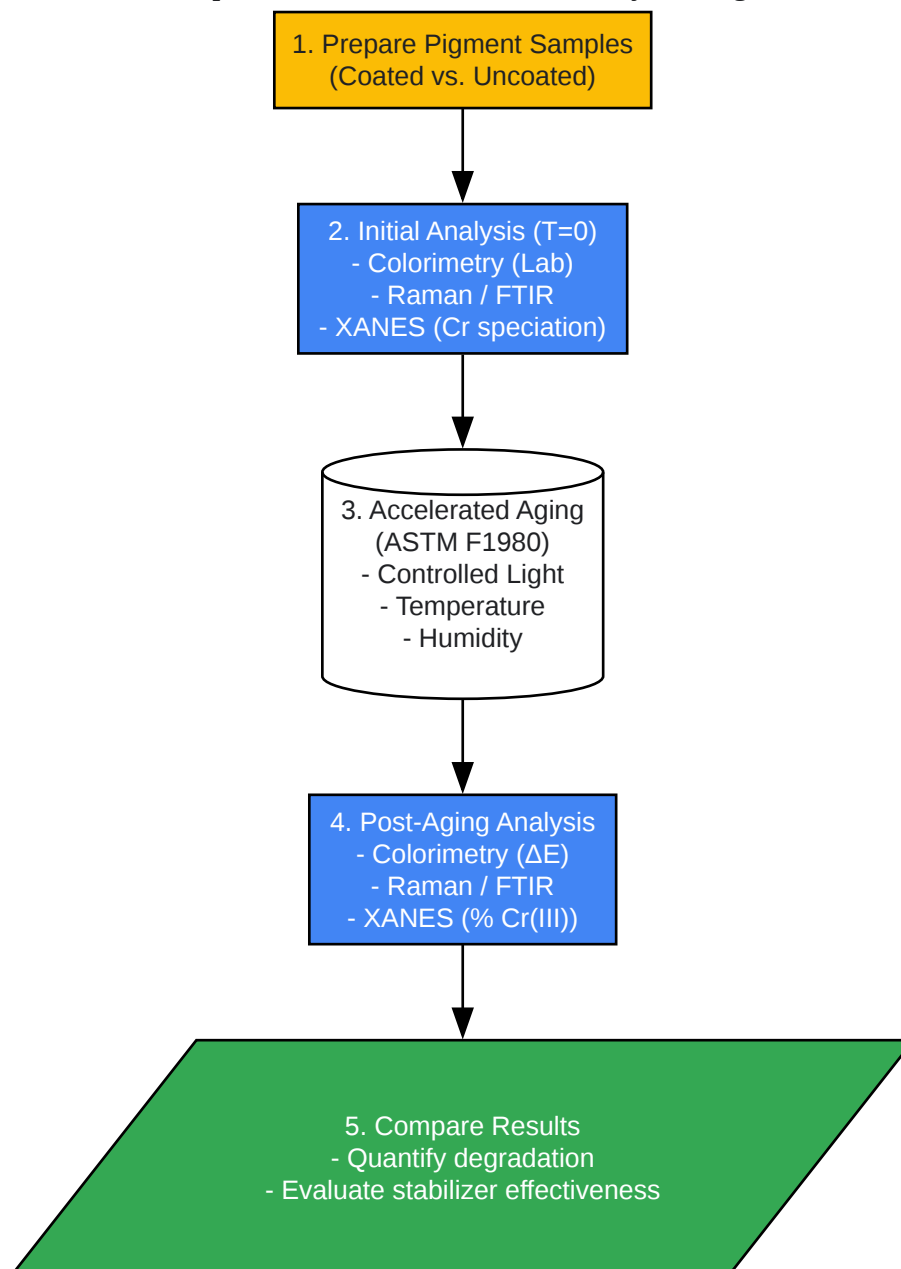 1. Prepare Pigment Samples
(Coated vs. Uncoated)
2. Initial Analysis (T=0)
- Colorimetry (Lab)
- Raman / FTIR
- XANES (Cr speciation)
3. Accelerated Aging
(ASTM F1980)
- Controlled Light
- Temperature
- Humidity
4. Post-Aging Analysis
- Colorimetry (ΔE)
- Raman / FTIR
- XANES (% Cr(III))
5. Compare Results
- Quantify degradation
- Evaluate stabilizer effectiveness